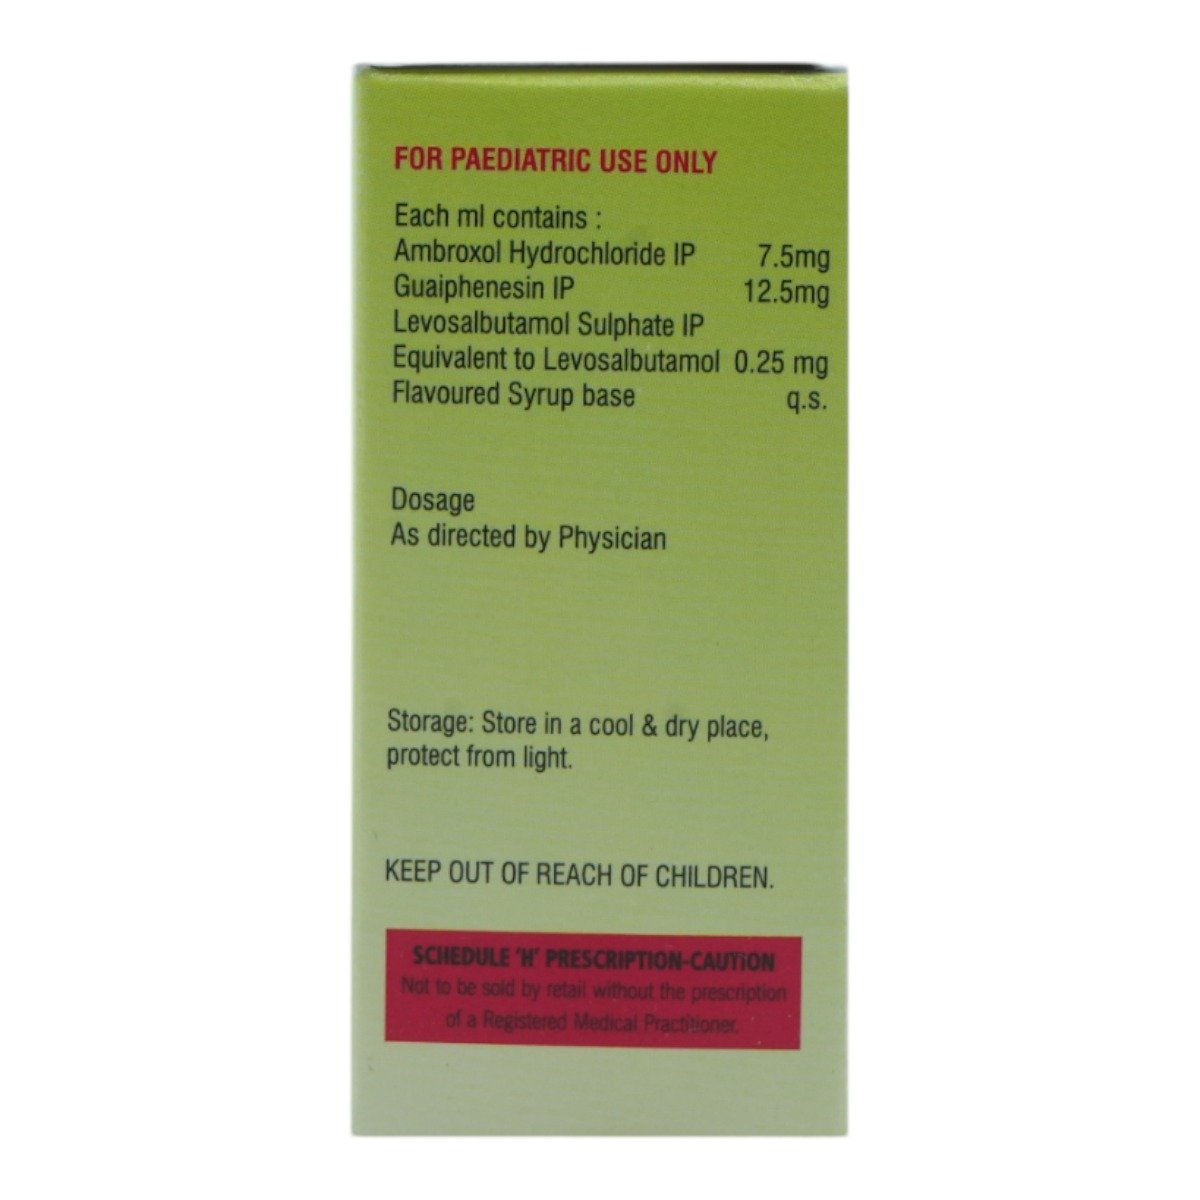 FOR PAEDIATRIC USE ONLY
Each ml contains :
Ambroxol Hydrochloride IP 7.5mg
Guaiphenesin IP 12.5mg
Levosalbutamol Sulphate IP
Equivalent to Levosalbutamol 0.25 mg
Flavoured Syrup base q.s.
Dosage
As directed by Physician
Storage: Store in a cool & dry place,
protect from light.
KEEP OUT OF REACH OF CHILDREN.
SCHEDULE 'H' PRESCRIPTION-CAUTiON
Not to be sold by retail without the prescription
of a Registered Medical Practitioner.